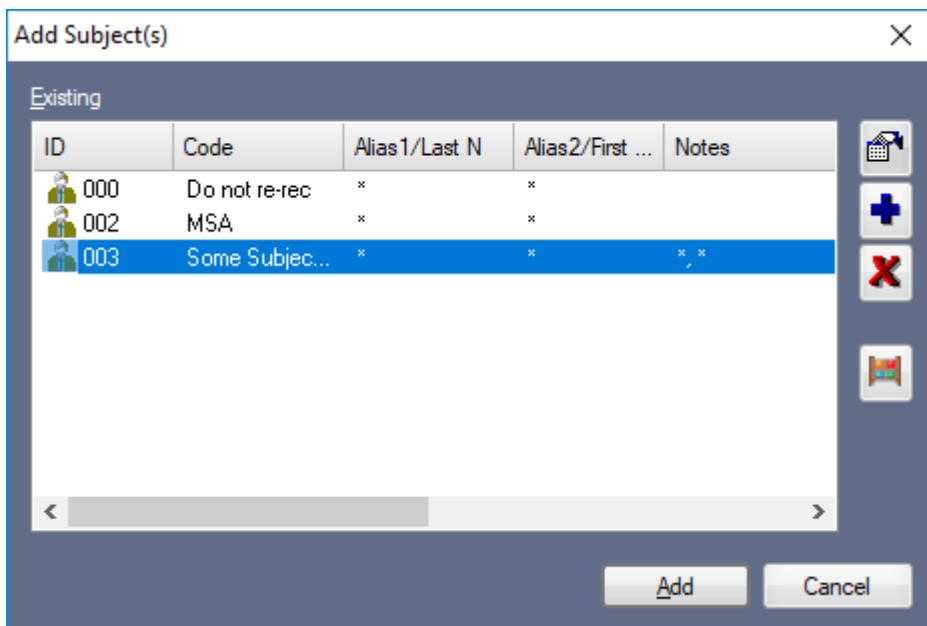 Add Subject(s)
Existing
ID Code Alias1/Last N Alias2/First ... Notes
000 Do not re-rec * *
002 MSA * *
003 Some Subjec... * * *, *
Add Cancel